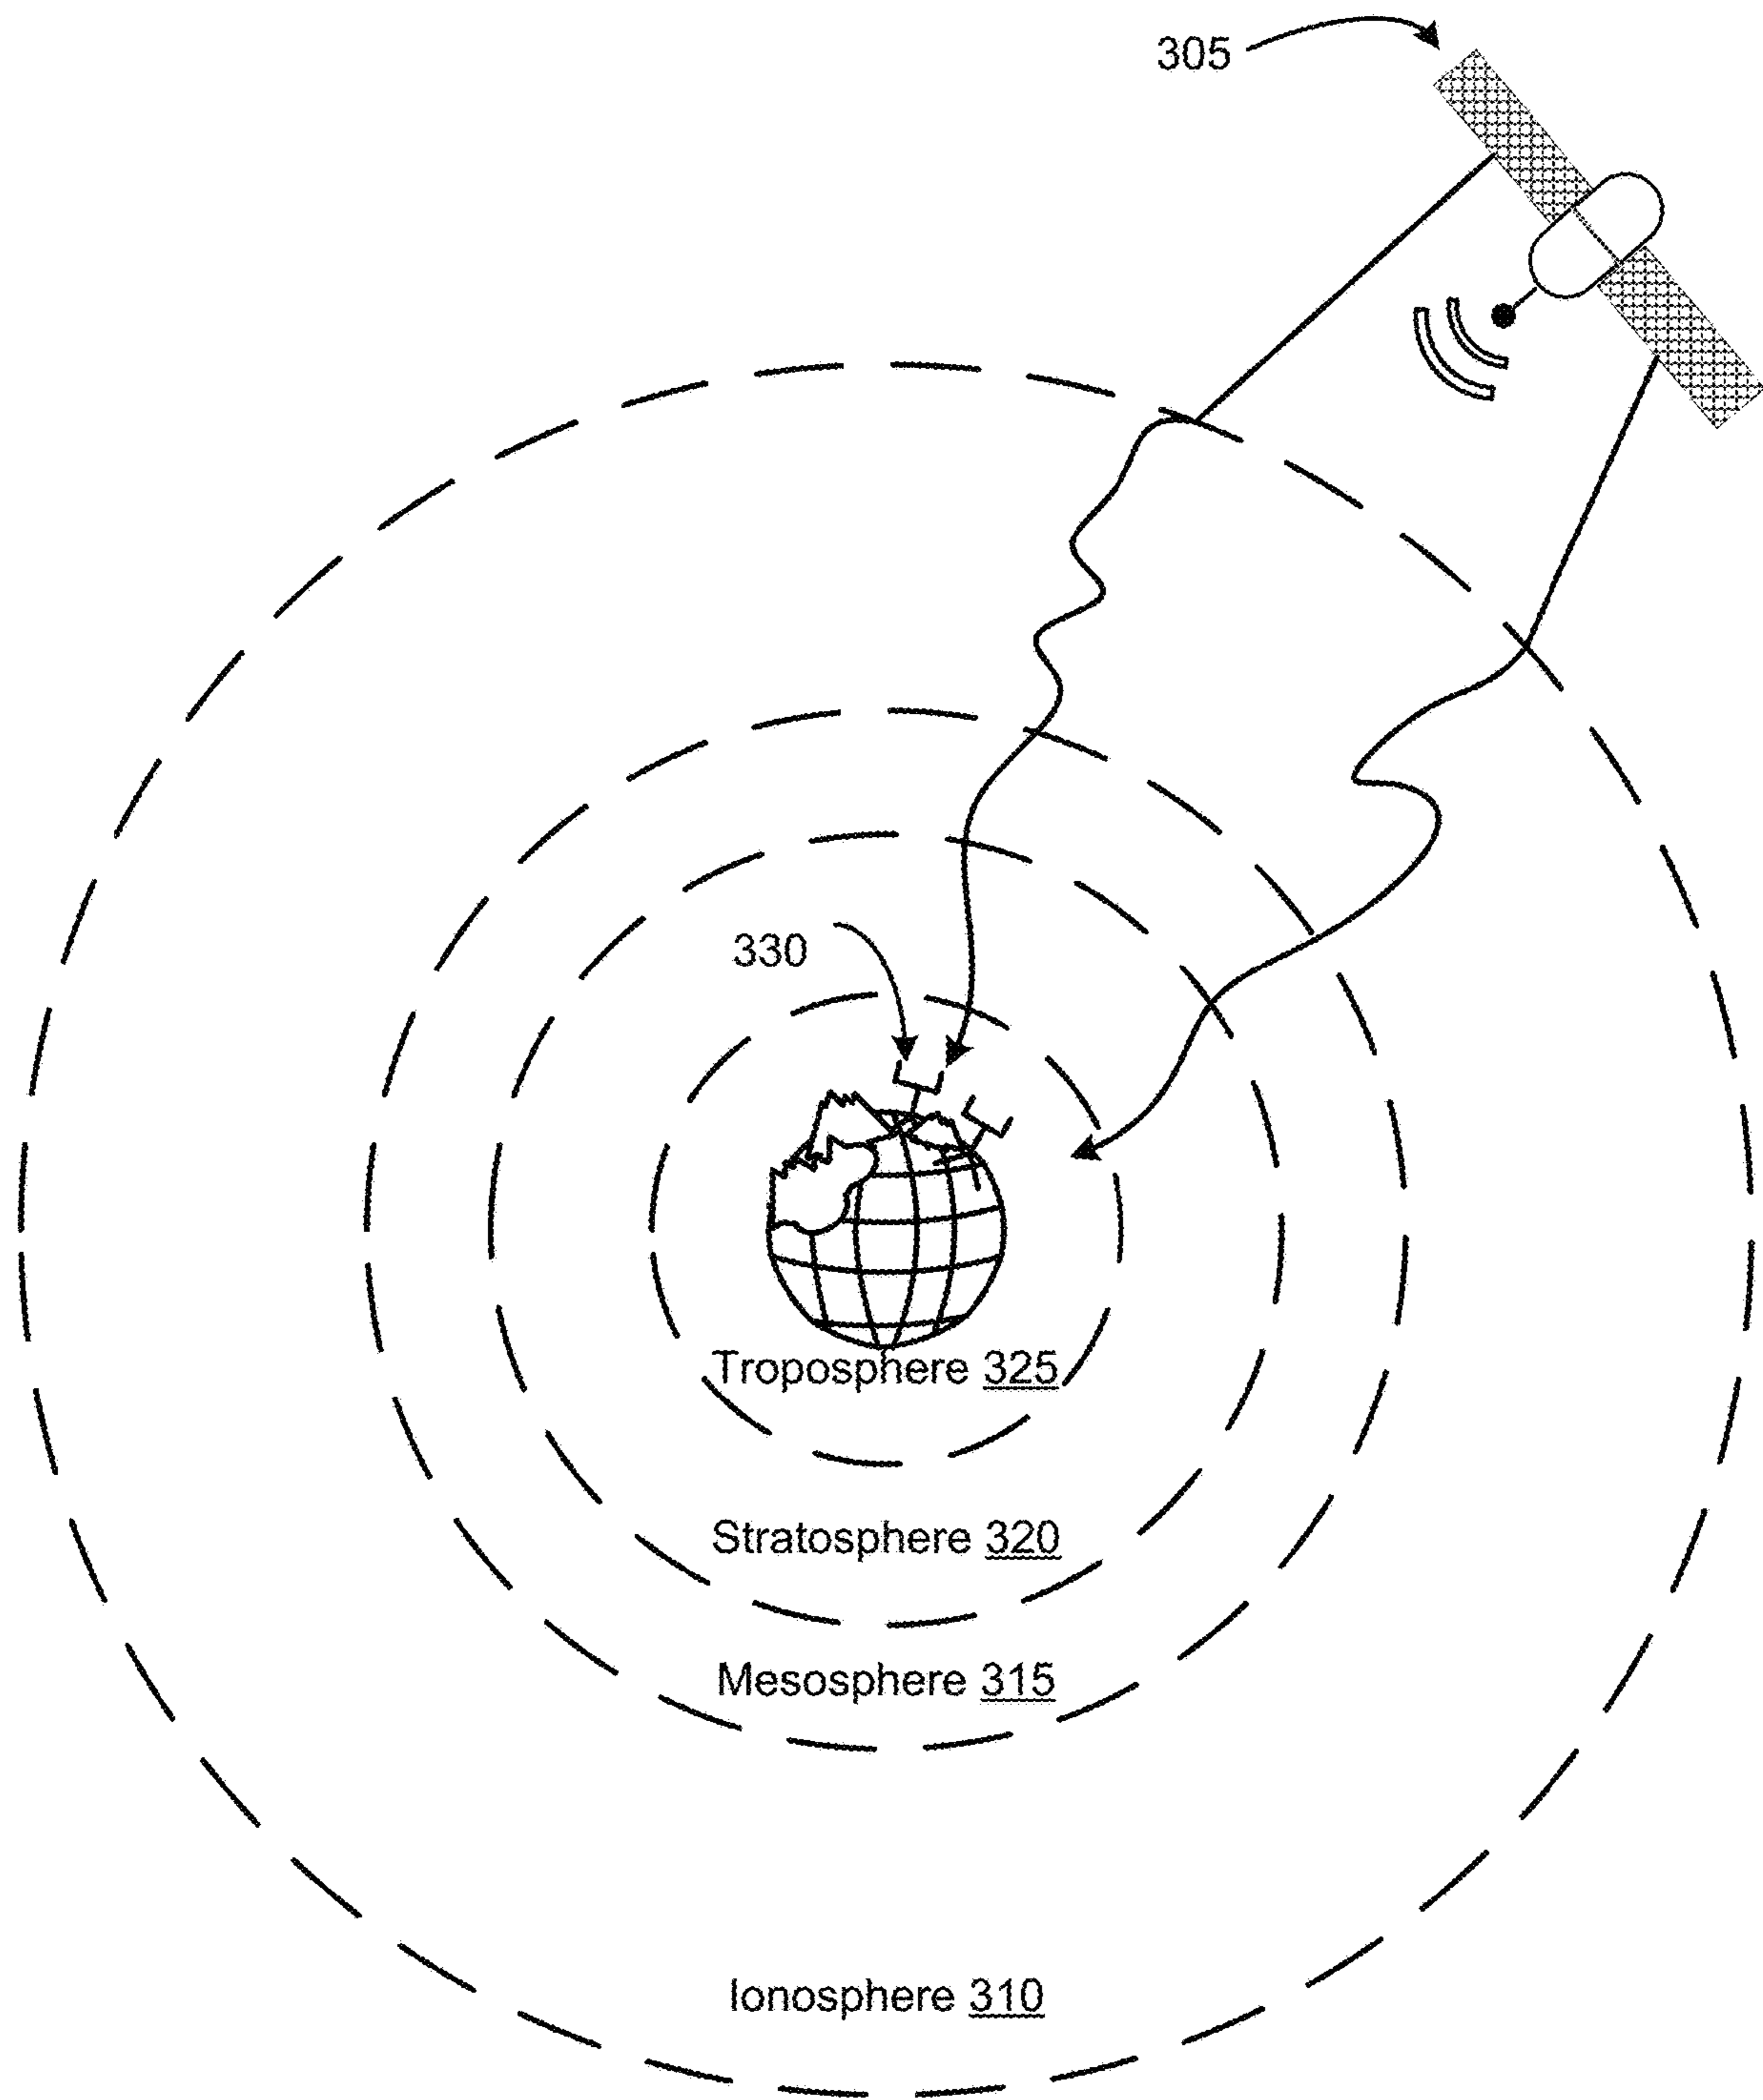 305
330
Troposphere 325
Stratosphere 320
Mesosphere 315
Ionosphere 310